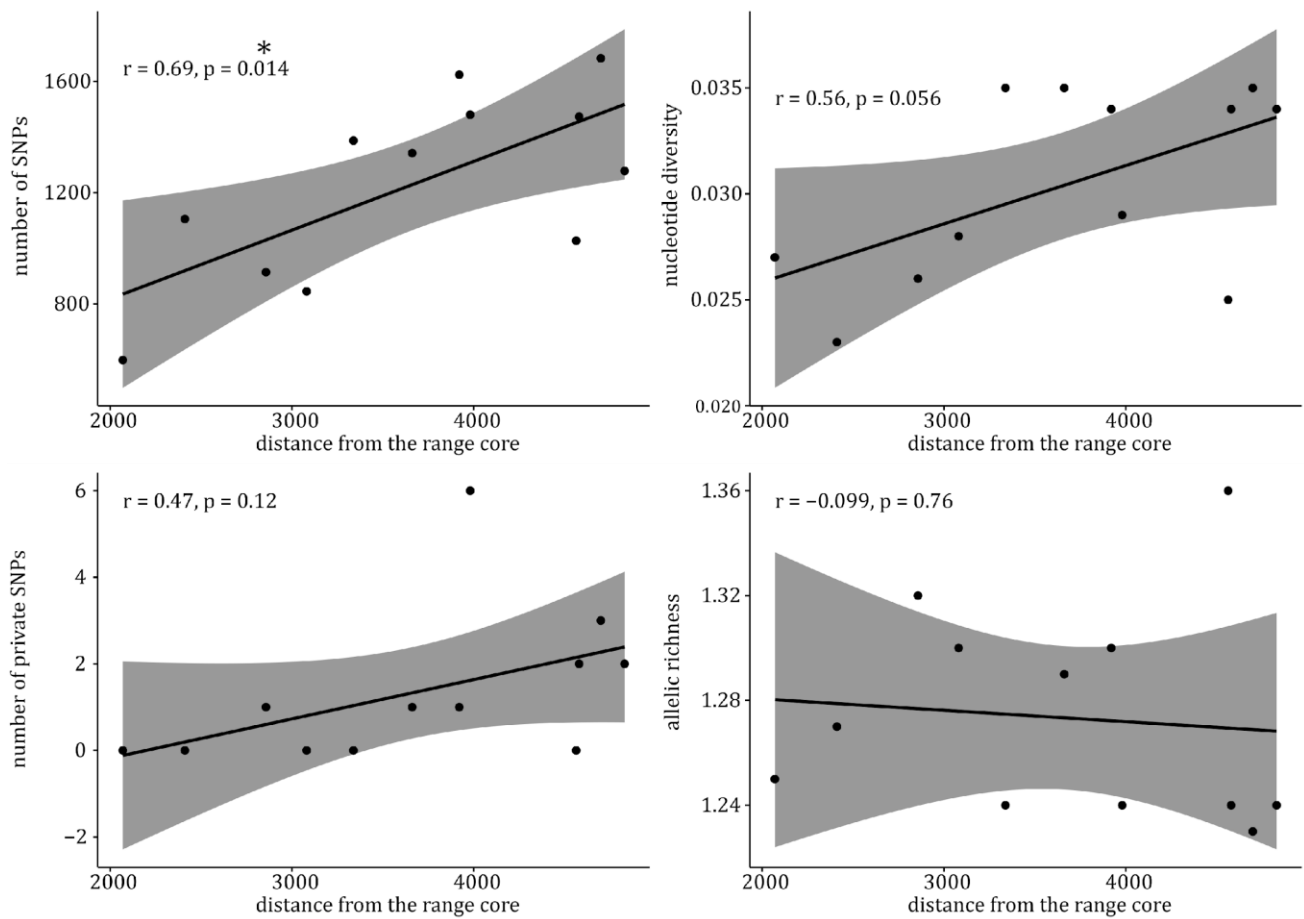 *
r = 0.69, p = 0.014
1600
1200
800
number of SNPs
2000 3000 4000
distance from the range core
r = 0.56, p = 0.056
0.035
0.030
0.025
0.020
nucleotide diversity
2000 3000 4000
distance from the range core
r = 0.47, p = 0.12
6
4
2
0
−2
number of private SNPs
2000 3000 4000
distance from the range core
r = −0.099, p = 0.76
1.36
1.32
1.28
1.24
allelic richness
2000 3000 4000
distance from the range core